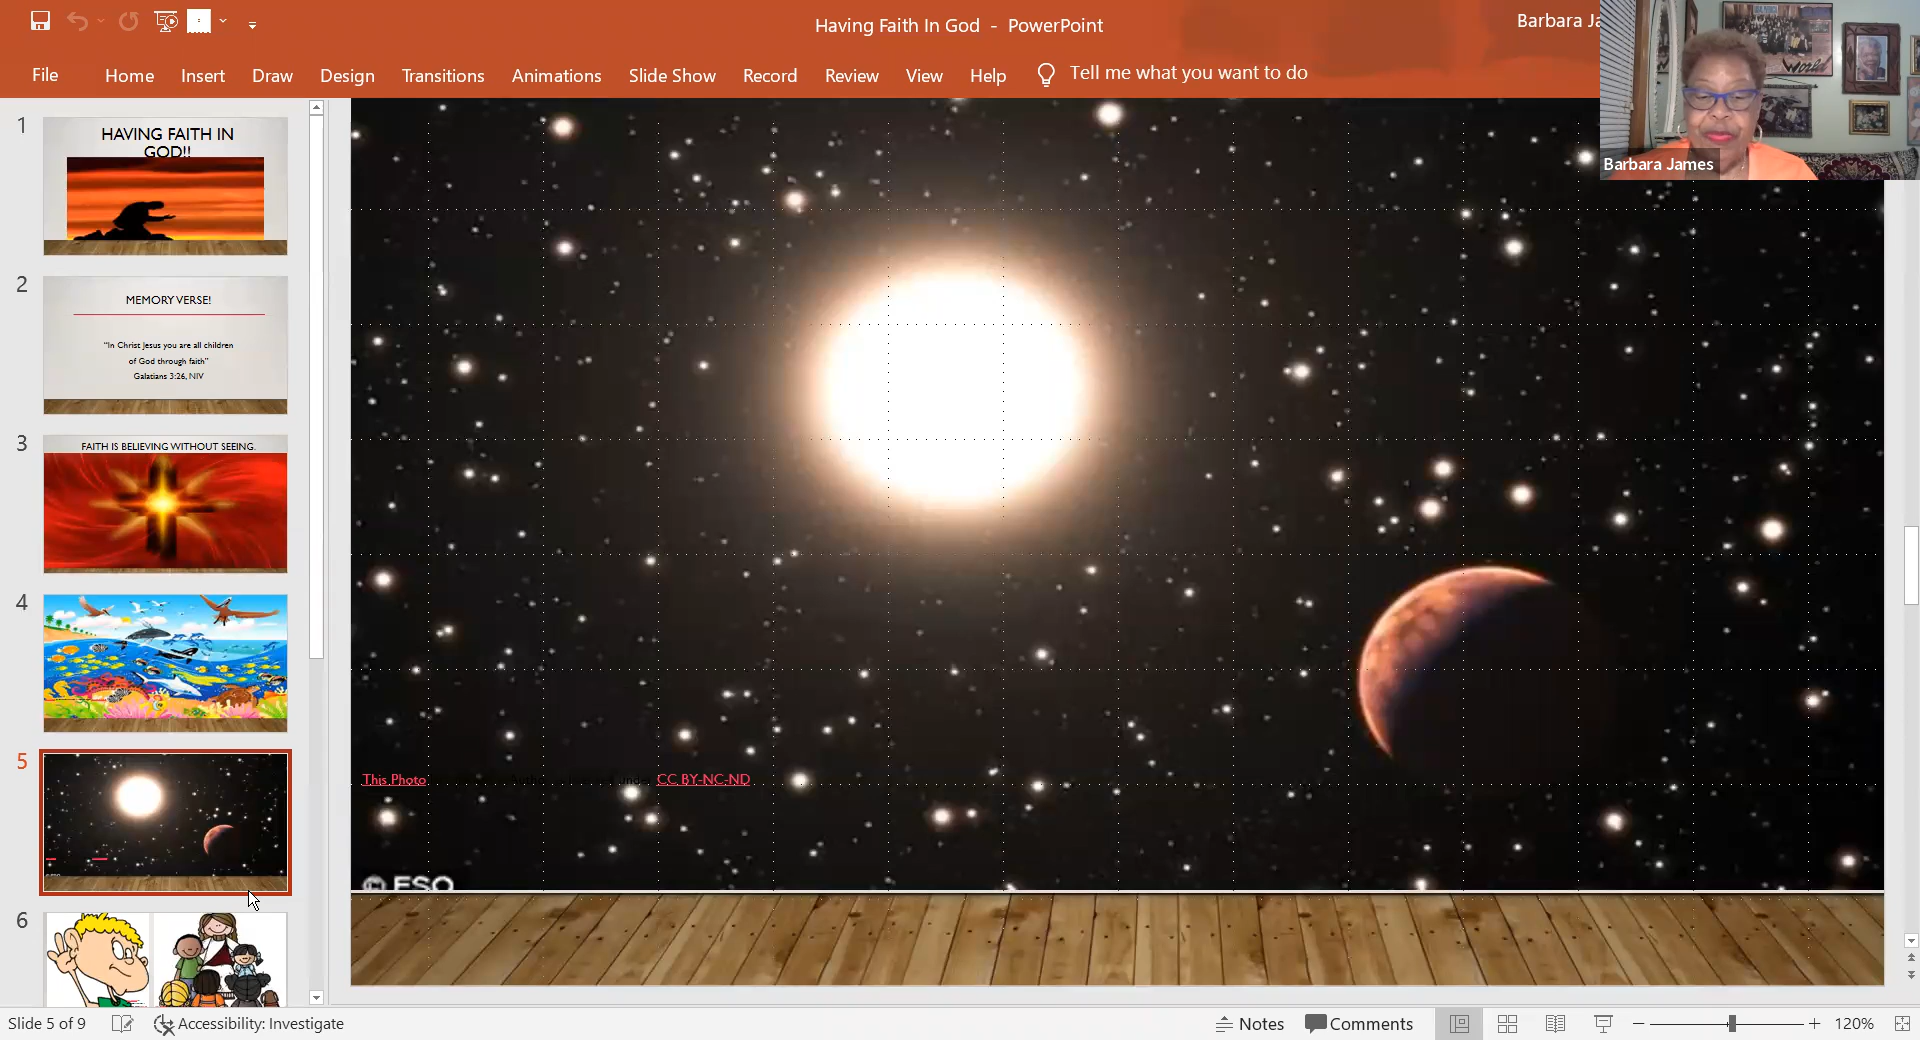 Having Faith In God - PowerPoint
Barbara Ja
File Home Insert Draw Design Transitions Animations Slide Show Record Review View Help Tell me what you want to do
Barbara James
World
1
HAVING FAITH IN
GOD!!
2
MEMORY VERSE!
"In Christ Jesus you are all children
of God through faith"
Galatians 3:26, NIV
3
FAITH IS BELIEVING WITHOUT SEEING.
4
5
6
This Photo under CC BY-NC-ND
© ESO
Slide 5 of 9 Accessibility: Investigate Notes Comments 120%